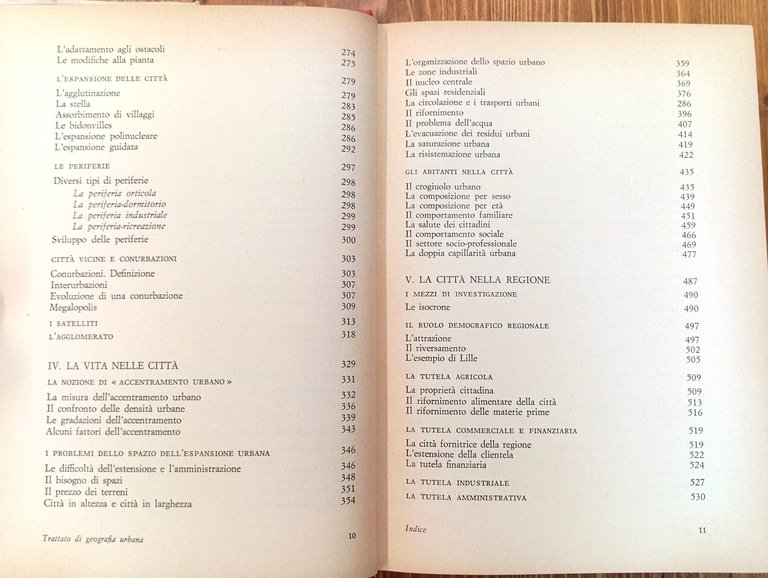 L'adattamento agli ostacoli 274
Le modifiche alla pianta 275
L'ESPANSIONE DELLE CITTÀ 279
L'agglutinazione 279
La stella 283
Assorbimento di villaggi 285
Le bidonvilles 286
L'espansione polinucleare 286
L'espansione guidata 292
LE PERIFERIE 297
Diversi tipi di periferie 298
La periferia orticola 298
La periferia-dormitorio 298
La periferia industriale 299
La periferia-ricreazione 299
Sviluppo delle periferie 300
CITTÀ VICINE E CONURBAZIONI 303
Conurbazioni. Definizione 303
Interurbazioni 307
Evoluzione di una conurbazione 307
Megalopolis 309
I SATELLITI 313
L'AGGLOMERATO 318
IV. LA VITA NELLE CITTÀ 329
LA NOZIONE DI « ACCENTRAMENTO URBANO » 331
La misura dell'accentramento urbano 332
Il confronto delle densità urbane 336
Le gradazioni dell'accentramento 339
Alcuni fattori dell'accentramento 343
I PROBLEMI DELLO SPAZIO DELL'ESPANSIONE URBANA 346
Le difficoltà dell'estensione e l'amministrazione 346
Il bisogno di spazi 348
Il prezzo dei terreni 351
Città in altezza e città in larghezza 354
Trattato di geografia urbana 10
L'organizzazione dello spazio urbano 359
Le zone industriali 364
Il nucleo centrale 369
Gli spazi residenziali 376
La circolazione e i trasporti urbani 286
Il rifornimento 396
Il problema dell'acqua 407
L'evacuazione dei residui urbani 414
La saturazione urbana 419
La risistemazione urbana 422
GLI ABITANTI NELLA CITTÀ 435
Il crogiuolo urbano 435
La composizione per sesso 439
La composizione per età 449
Il comportamento familiare 451
La salute dei cittadini 459
Il comportamento sociale 466
Il settore socio-professionale 469
La doppia capillarità urbana 477
V. LA CITTÀ NELLA REGIONE 487
I MEZZI DI INVESTIGAZIONE 490
Le isocrone 490
IL RUOLO DEMOGRAFICO REGIONALE 497
L'attrazione 497
Il riversamento 502
L'esempio di Lille 505
LA TUTELA AGRICOLA 509
La proprietà cittadina 509
Il rifornimento alimentare della città 513
Il rifornimento delle materie prime 516
LA TUTELA COMMERCIALE E FINANZIARIA 519
La città fornitrice della regione 519
L'estensione della clientela 522
La tutela finanziaria 524
LA TUTELA INDUSTRIALE 527
LA TUTELA AMMINISTRATIVA 530
Indice 11